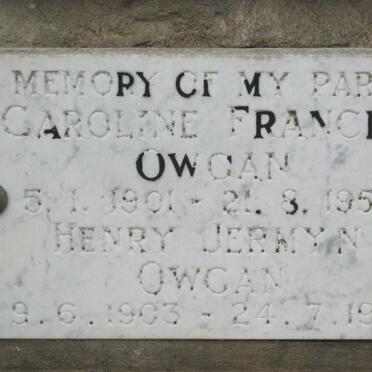 MEMORY OF MY PAR
CAROLINE FRANC
OWGAN
5.1.1901 - 21.8.195
HENRY JERMYN
OWGAN
9.6.1903 - 24.7.19